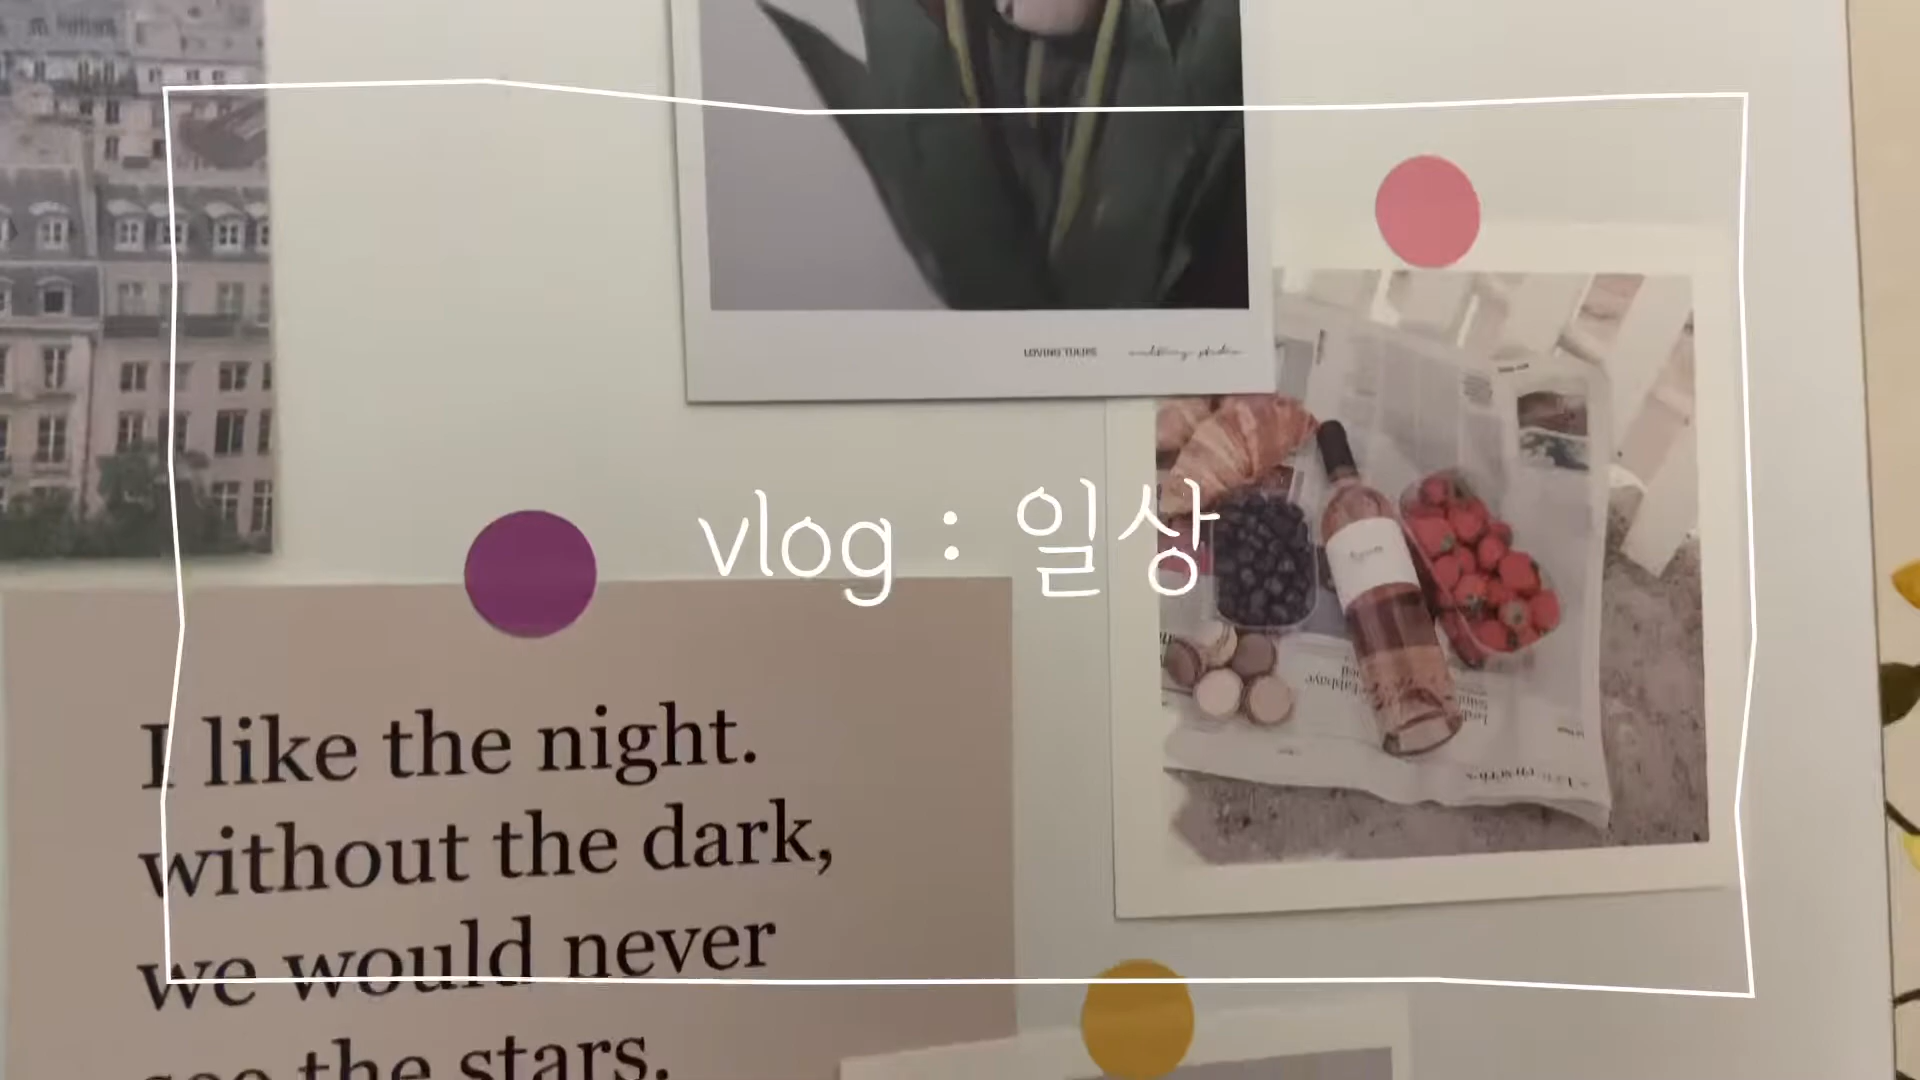 LOVING TULIPS
vlog : 일상
I like the night.
without the dark,
we would never
see the stars.